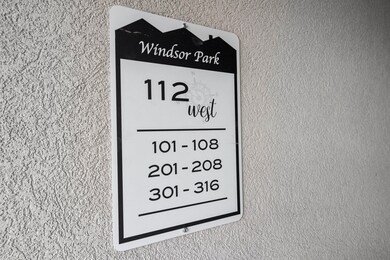 Windsor Park
112
west
101 - 108
201 - 208
301 - 316